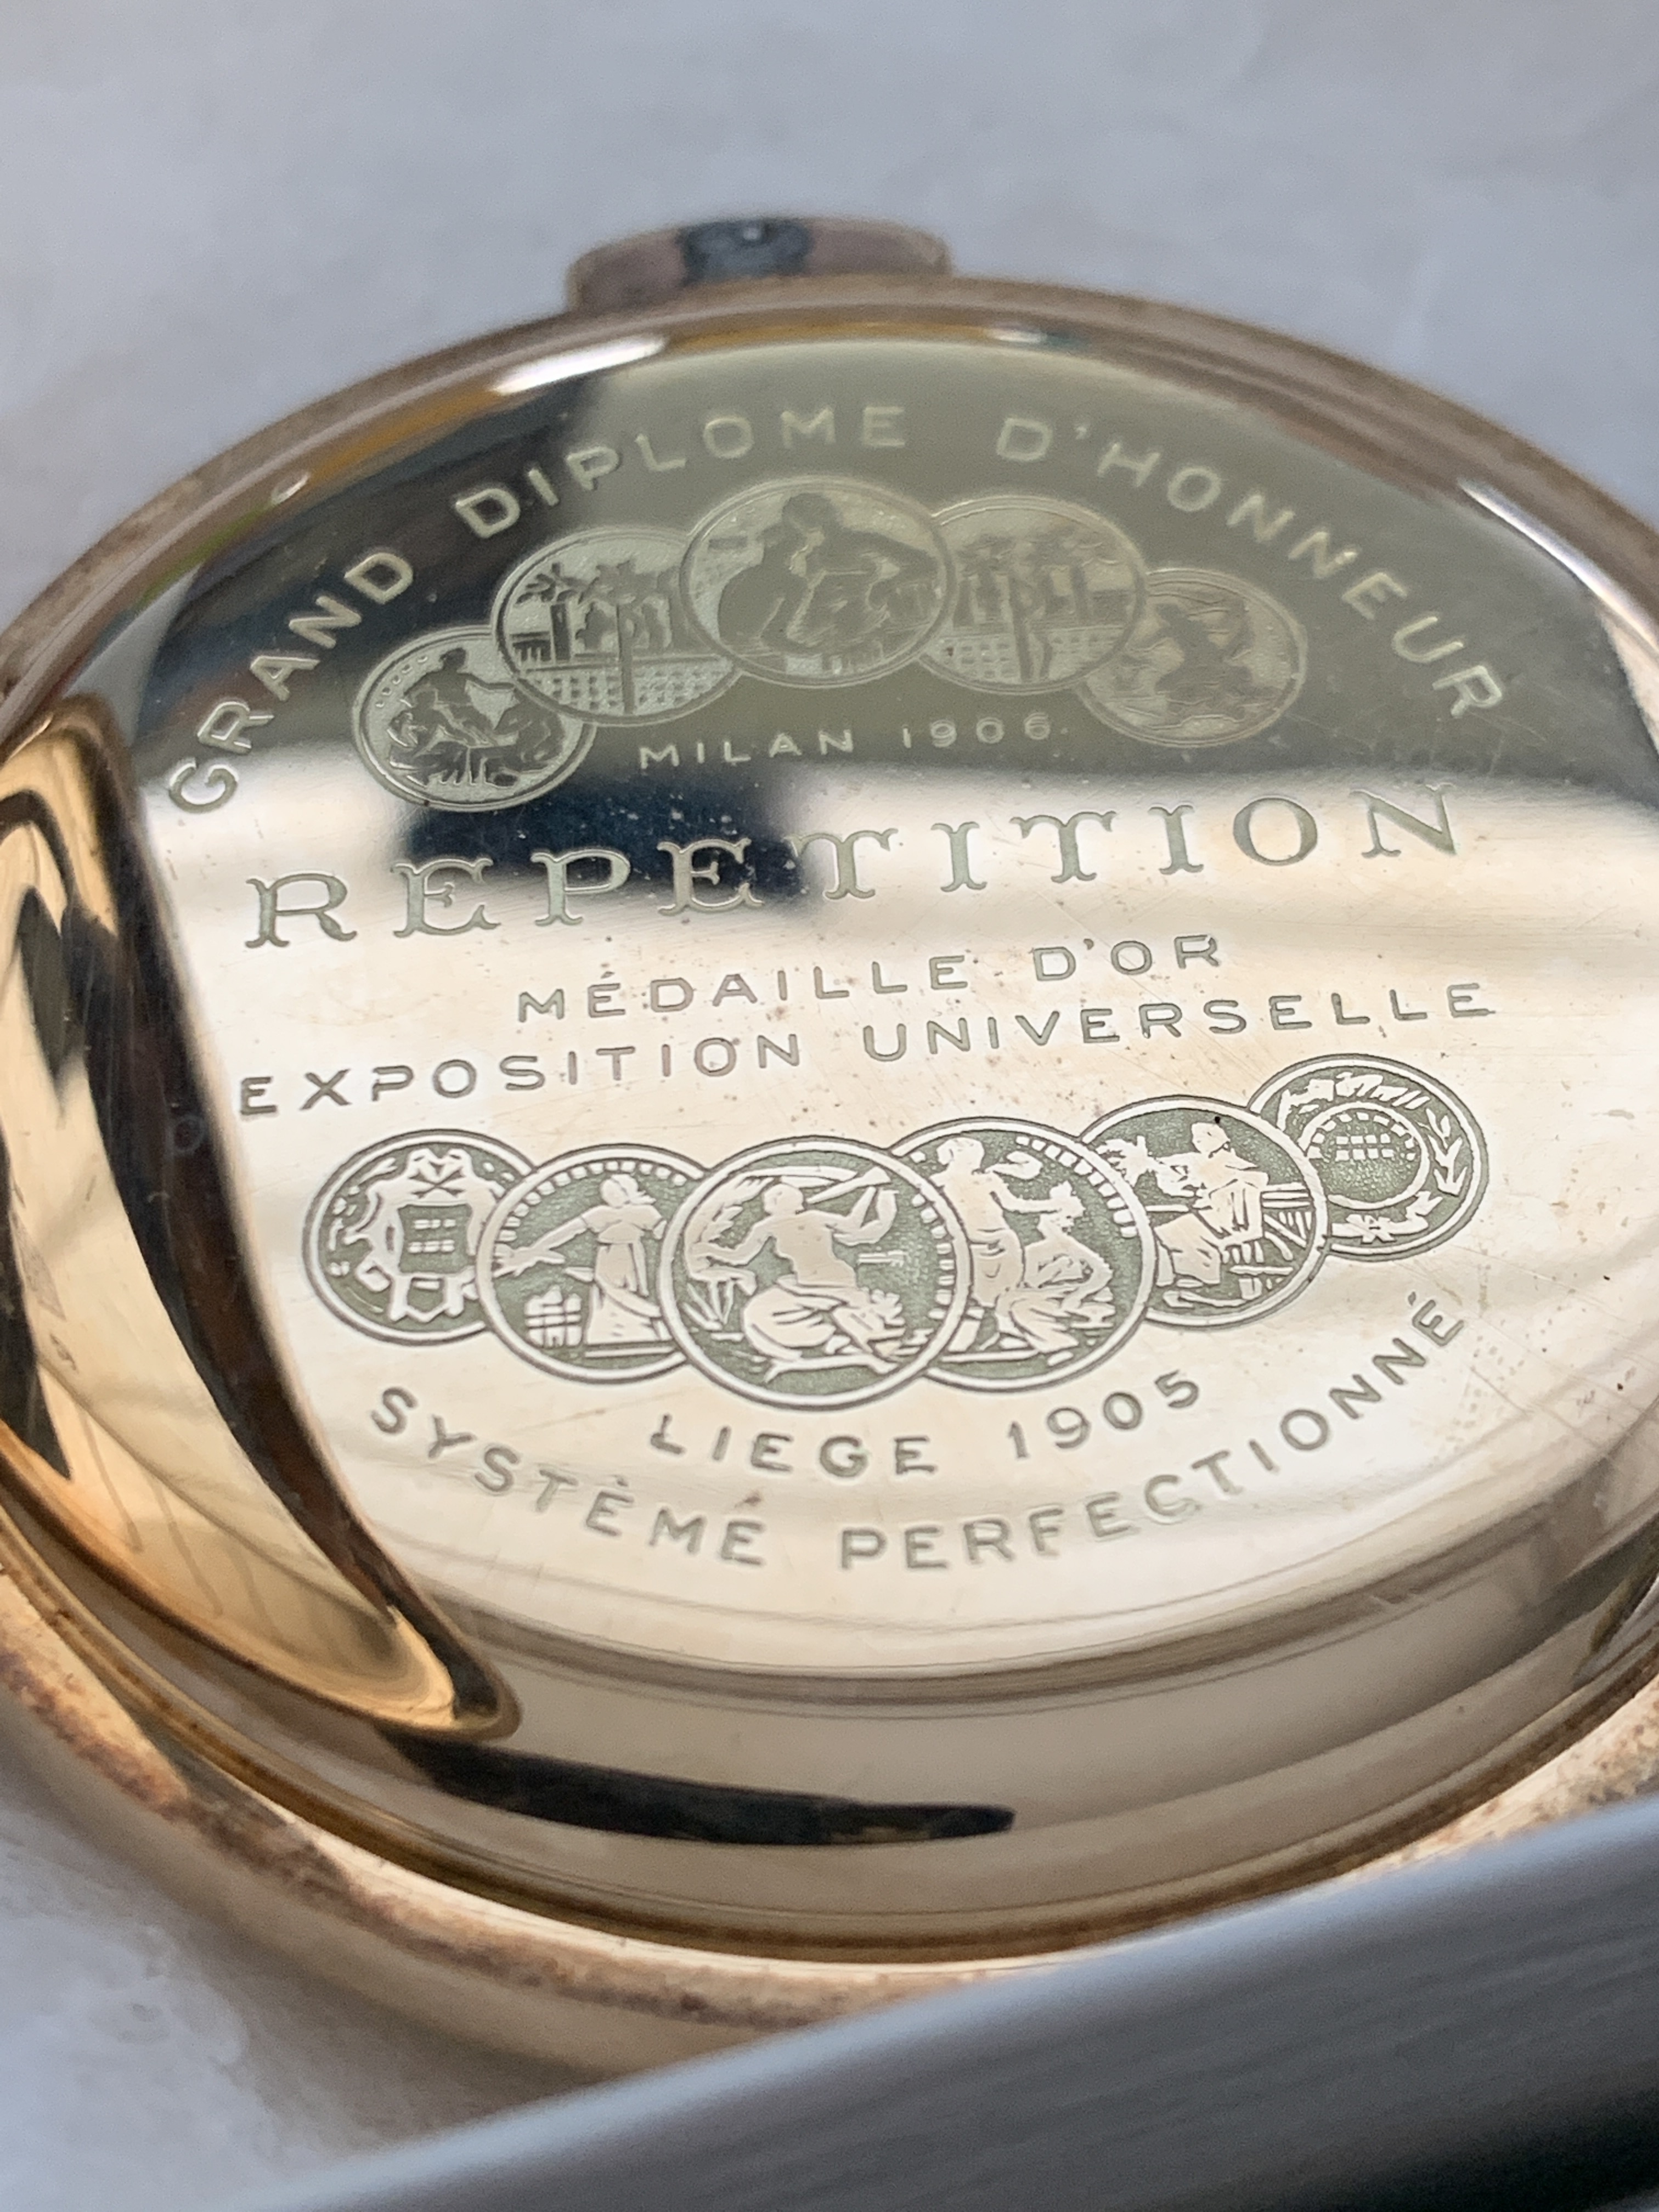 GRAND DIPLOME D'HONNEUR
MILAN 1906
REPETITION
MÉDAILLE D'OR
EXPOSITION UNIVERSELLE
LIEGE 1905
SYSTÈME PERFECTIONNÉ